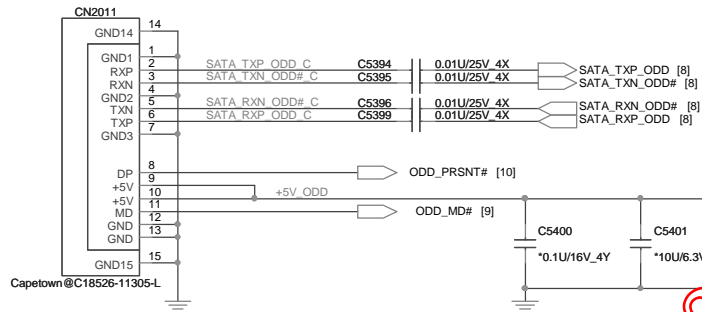 CN2011
GND14 14
GND1 1
RXP 2 SATA_TXP_ODD_C C5394 0.01U/25V_4X SATA_TXP_ODD [8]
RXN 3 SATA_TXN_ODD#_C C5395 0.01U/25V_4X SATA_TXN_ODD# [8]
GND2 4
TXN 5 SATA_RXN_ODD#_C C5396 0.01U/25V_4X SATA_RXN_ODD# [8]
TXP 6 SATA_RXP_ODD_C C5399 0.01U/25V_4X SATA_RXP_ODD [8]
GND3 7
DP 8 ODD_PRSNT# [10]
+5V 9
+5V 10 +5V_ODD
MD 11 ODD_MD# [9]
GND 12
GND 13
C5400 C5401
*0.1U/16V_4Y *10U/6.3V
GND15 15
Capetown@C18526-11305-L